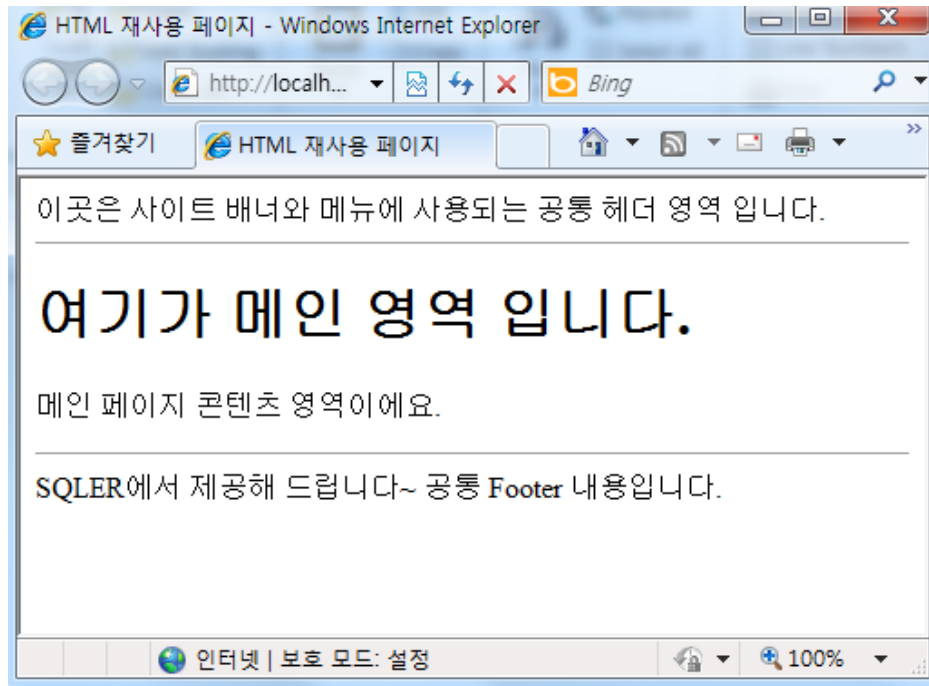 HTML 재사용 페이지 - Windows Internet Explorer
http://localh... Bing
즐겨찾기 HTML 재사용 페이지 »
이곳은 사이트 배너와 메뉴에 사용되는 공통 헤더 영역 입니다.
여기가 메인 영역 입니다.
메인 페이지 콘텐츠 영역이에요.
SQLER에서 제공해 드립니다~ 공통 Footer 내용입니다.
인터넷 | 보호 모드: 설정 100%